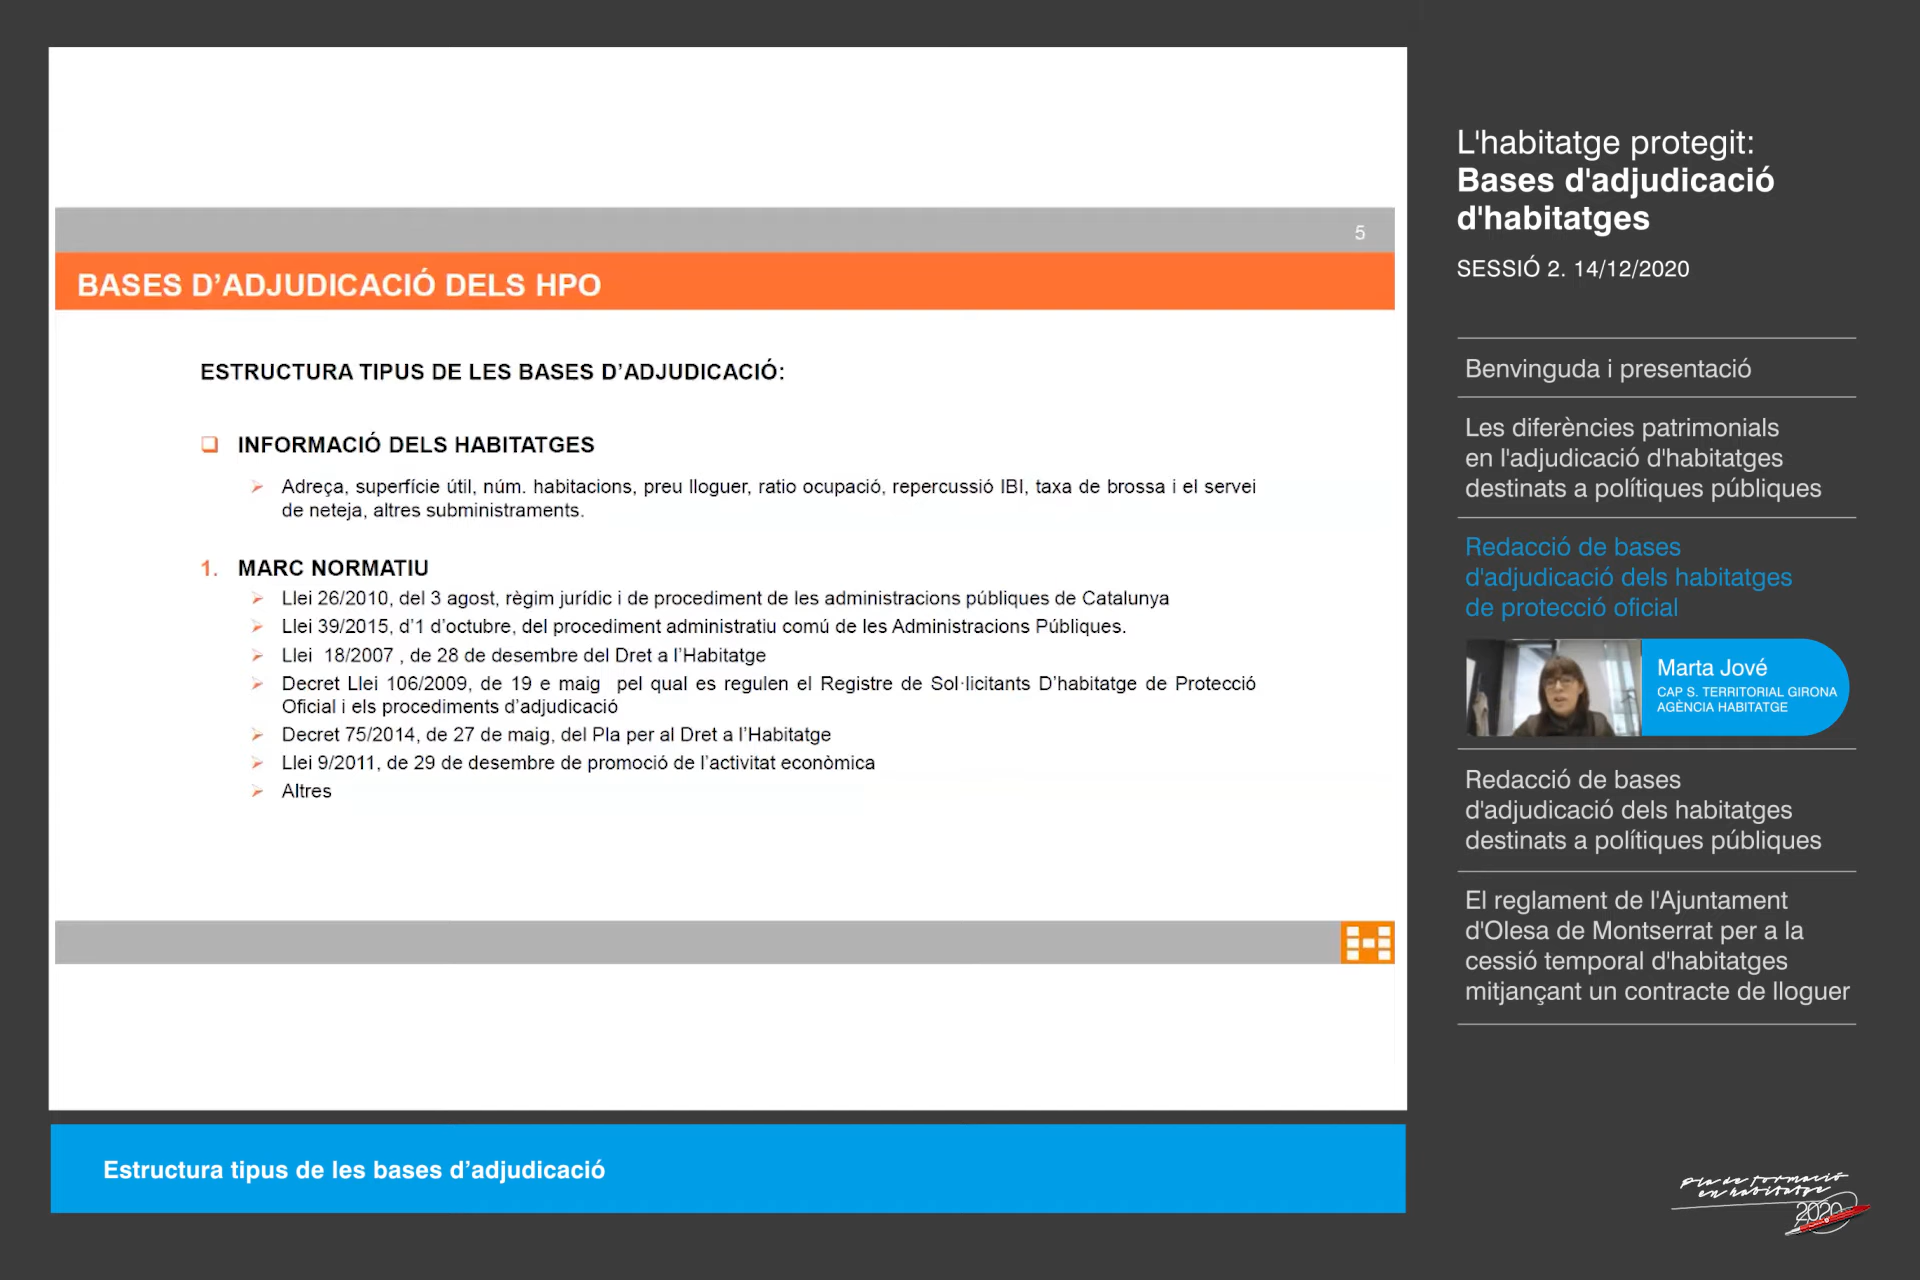 5
BASES D’ADJUDICACIÓ DELS HPO
ESTRUCTURA TIPUS DE LES BASES D’ADJUDICACIÓ:
INFORMACIÓ DELS HABITATGES
Adreça, superfície útil, núm. habitacions, preu lloguer, ratio ocupació, repercussió IBI, taxa de brossa i el servei
de neteja, altres subministraments.
1. MARC NORMATIU
Llei 26/2010, del 3 agost, règim jurídic i de procediment de les administracions públiques de Catalunya
Llei 39/2015, d’1 d’octubre, del procediment administratiu comú de les Administracions Públiques.
Llei 18/2007 , de 28 de desembre del Dret a l’Habitatge
Decret Llei 106/2009, de 19 e maig pel qual es regulen el Registre de Sol·licitants D’habitatge de Protecció
Oficial i els procediments d’adjudicació
Decret 75/2014, de 27 de maig, del Pla per al Dret a l’Habitatge
Llei 9/2011, de 29 de desembre de promoció de l’activitat econòmica
Altres
Estructura tipus de les bases d’adjudicació
L'habitatge protegit:
Bases d'adjudicació
d'habitatges
SESSIÓ 2. 14/12/2020
Benvinguda i presentació
Les diferències patrimonials
en l'adjudicació d'habitatges
destinats a polítiques públiques
Redacció de bases
d'adjudicació dels habitatges
de protecció oficial
Marta Jové
CAP S. TERRITORIAL GIRONA
AGÈNCIA HABITATGE
Redacció de bases
d'adjudicació dels habitatges
destinats a polítiques públiques
El reglament de l'Ajuntament
d'Olesa de Montserrat per a la
cessió temporal d'habitatges
mitjançant un contracte de lloguer
pla de formació
en habitatge
2020